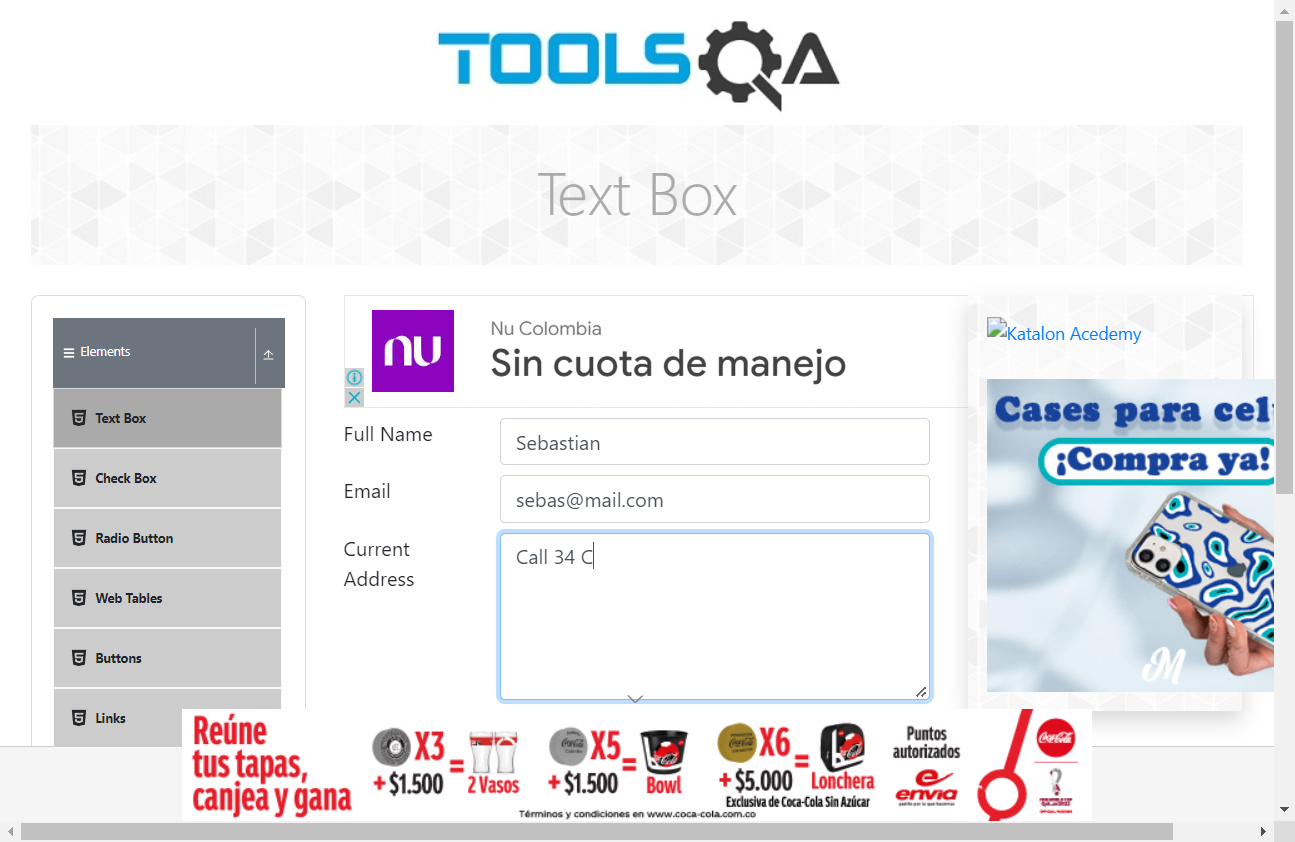 TOOLSQA
Text Box
Elements
Text Box
Check Box
Radio Button
Web Tables
Buttons
Links
nu
Nu Colombia
Sin cuota de manejo
Full Name
Sebastian
Email
sebas@mail.com
Current
Address
Call 34 C
Katalon Acedemy
Cases para cel
¡Compra ya!
M
Reúne
tus tapas,
canjea y gana
X3
+ $1.500
=
2 Vasos
X5
+ $1.500
=
Bowl
X6
+ $5.000
=
Lonchera
Exclusiva de Coca-Cola Sin Azúcar
Términos y condiciones en www.coca-cola.com.co
Puntos
autorizados
envia
Coca-Cola